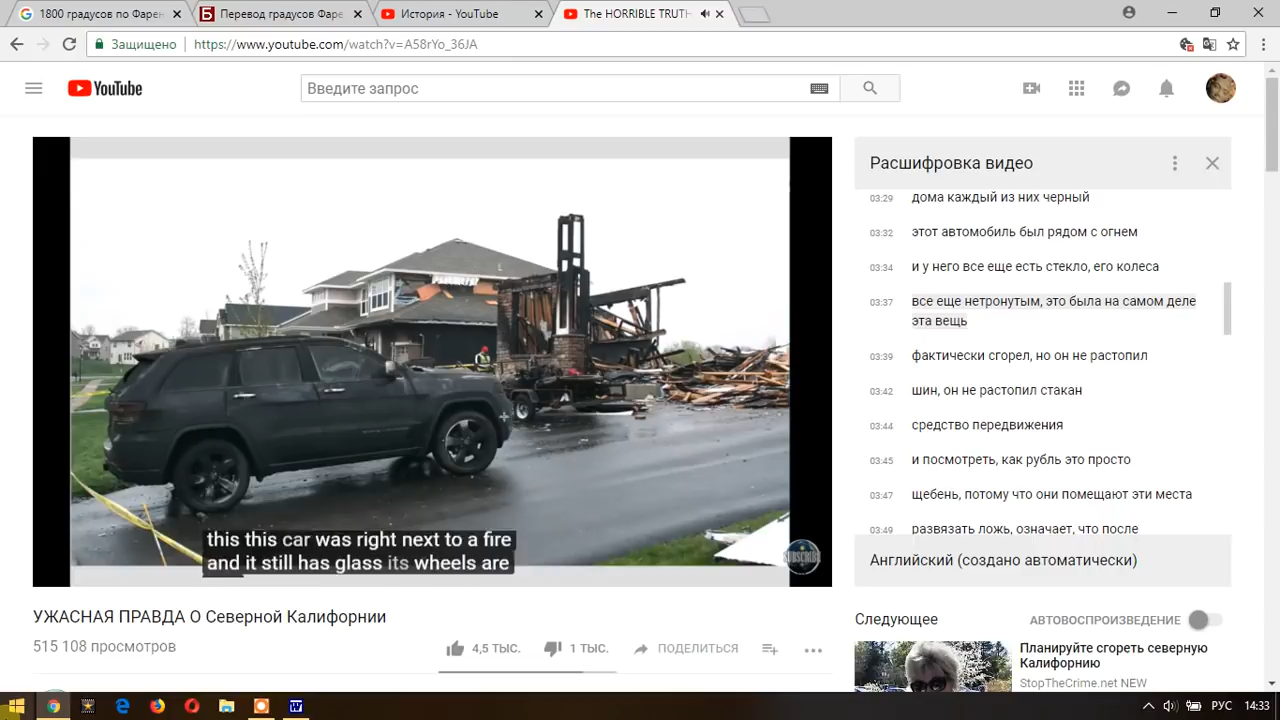 1800 градусов по Фарен
Перевод градусов Фарен
История - YouTube
The HORRIBLE TRUTH
Защищено
https://www.youtube.com/watch?v=A58rYo_36JA
YouTube
Введите запрос
this this car was right next to a fire
and it still has glass its wheels are
SUBSCRIBE
УЖАСНАЯ ПРАВДА О Северной Калифорнии
515 108 просмотров
4,5 ТЫС.
1 ТЫС.
ПОДЕЛИТЬСЯ
Расшифровка видео
03:29 дома каждый из них черный
03:32 этот автомобиль был рядом с огнем
03:34 и у него все еще есть стекло, его колеса
03:37 все еще нетронутым, это была на самом деле
эта вещь
03:39 фактически сгорел, но он не растопил
03:42 шин, он не растопил стакан
03:44 средство передвижения
03:45 и посмотреть, как рубль это просто
03:47 щебень, потому что они помещают эти места
03:49 развязать ложь, означает, что после
Английский (создано автоматически)
Следующее
АВТОВОСПРОИЗВЕДЕНИЕ
Планируйте сгореть северную
Калифорнию
StopTheCrime.net NEW
РУС
14:33